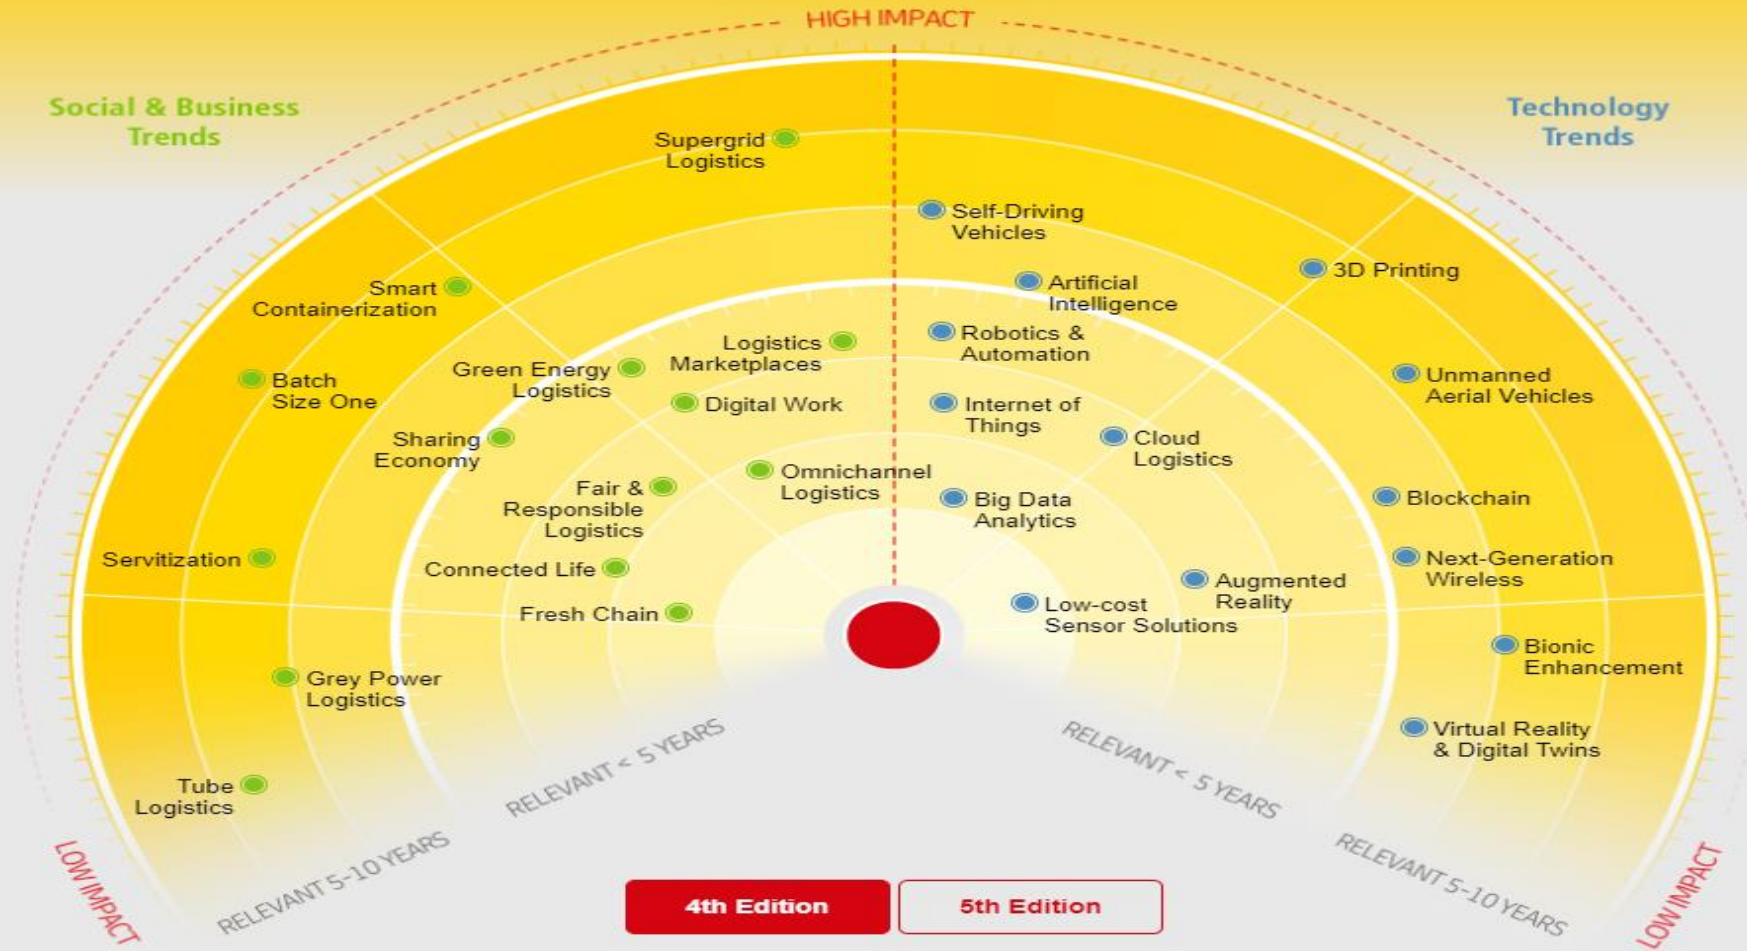 HIGH IMPACT
Social & Business
Trends
Technology
Trends
Supergrid
Logistics
Self-Driving
Vehicles
Smart
Containerization
Artificial
Intelligence
3D Printing
Logistics
Marketplaces
Robotics &
Automation
Green Energy
Logistics
Batch
Size One
Digital Work
Internet of
Things
Unmanned
Aerial Vehicles
Sharing
Economy
Cloud
Logistics
Omnichannel
Logistics
Fair &
Responsible
Logistics
Big Data
Analytics
Blockchain
Servitization
Connected Life
Next-Generation
Wireless
Augmented
Reality
Fresh Chain
Low-cost
Sensor Solutions
Bionic
Enhancement
Grey Power
Logistics
Virtual Reality
& Digital Twins
Tube
Logistics
RELEVANT < 5 YEARS
RELEVANT < 5 YEARS
RELEVANT 5-10 YEARS
RELEVANT 5-10 YEARS
LOW IMPACT
LOW IMPACT
4th Edition
5th Edition